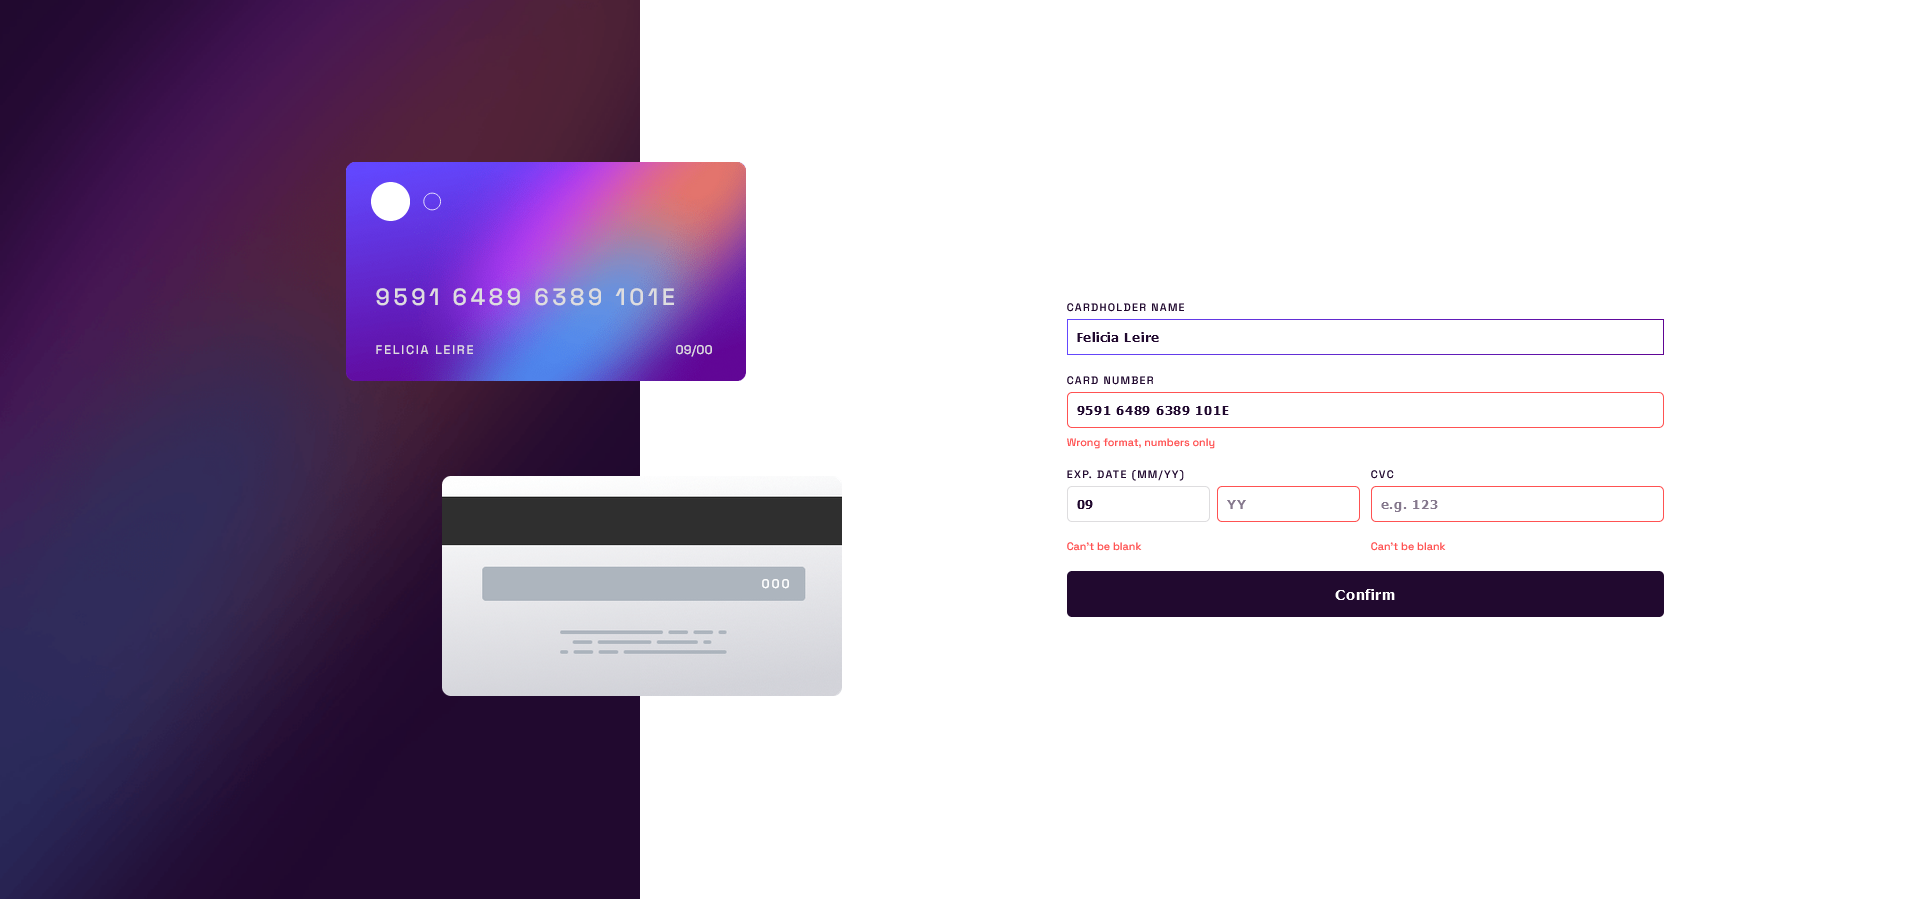 9591 6489 6389 101E
FELICIA LEIRE 09/00
000
CARDHOLDER NAME
Felicia Leire
CARD NUMBER
9591 6489 6389 101E
Wrong format, numbers only
EXP. DATE (MM/YY) CVC
09 YY e.g. 123
Can't be blank Can't be blank
Confirm